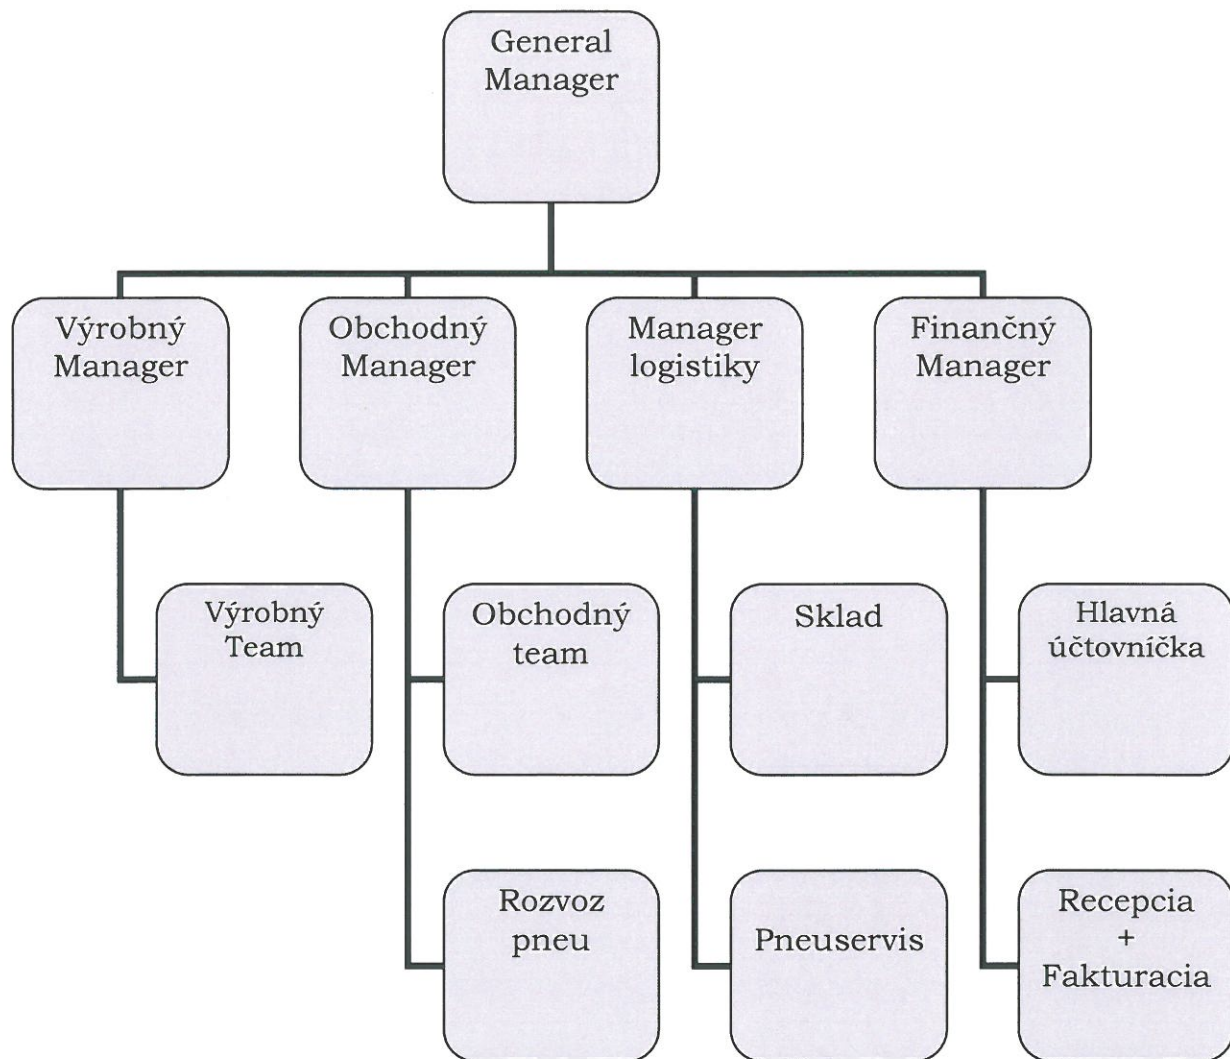 General
Manager
Výrobný
Manager
Obchodný
Manager
Manager
logistiky
Finančný
Manager
Výrobný
Team
Obchodný
team
Sklad
Hlavná
účtovníčka
Rozvoz
pneu
Pneuservis
Recepcia
+
Fakturacia